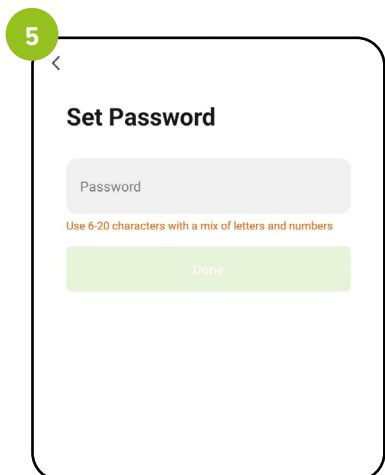 5
Set Password
Password
Use 6-20 characters with a mix of letters and numbers
Done